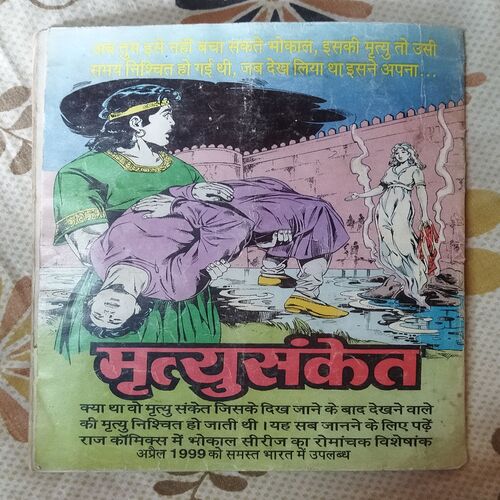 अब तुम इसे नहीं बचा सकते भोकाल, इसकी मृत्यु तो उसी
समय निश्चित हो गई थी, जब देख लिया था इसने अपना...
मृत्युसंकेत
क्या था वो मृत्यु संकेत जिसके दिख जाने के बाद देखने वाले
की मृत्यु निश्चित हो जाती थी । यह सब जानने के लिए पढ़ें
राज कॉमिक्स में भोकाल सीरीज का रोमांचक विशेषांक
अप्रैल 1999 को समस्त भारत में उपलब्ध